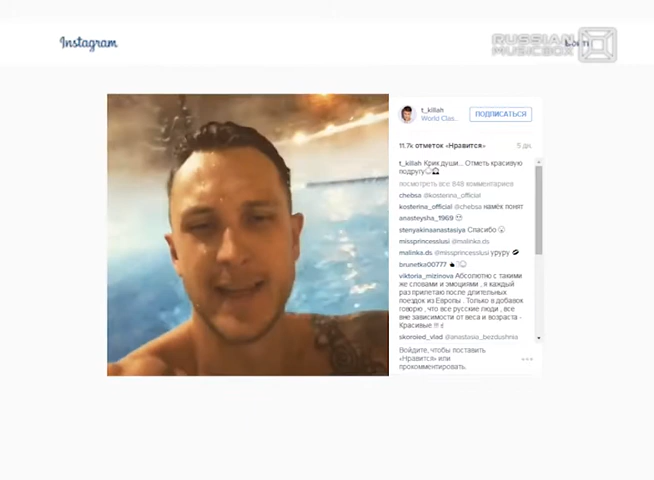 Instagram
RUSSIAN
MUSICBOX
t_killah
World Clas...
ПОДПИСАТЬСЯ
11.7k отметок «Нравится»
5 дн.
t_killah Крик души... Отметь красивую
подругу
посмотреть все 848 комментариев
chebsa @kosterina_official
kosterina_official @chebsa намёк понят
anasteysha_1969
stenyakinaanastasiya Спасибо
missprincesslusi @malinka.ds
malinka.ds @missprincesslusi уруру
brunetka00777
viktoria_mizinova Абсолютно с такими
же словами и эмоциями , я каждый
раз прилетаю после длительных
поездок из Европы . Только в добавок
говорю , что все русские люди , все
вне зависимости от веса и возраста -
Красивые !!!
skoroied_vlad @anastasia_bezdushnia
Войдите, чтобы поставить
«Нравится» или
прокомментировать.